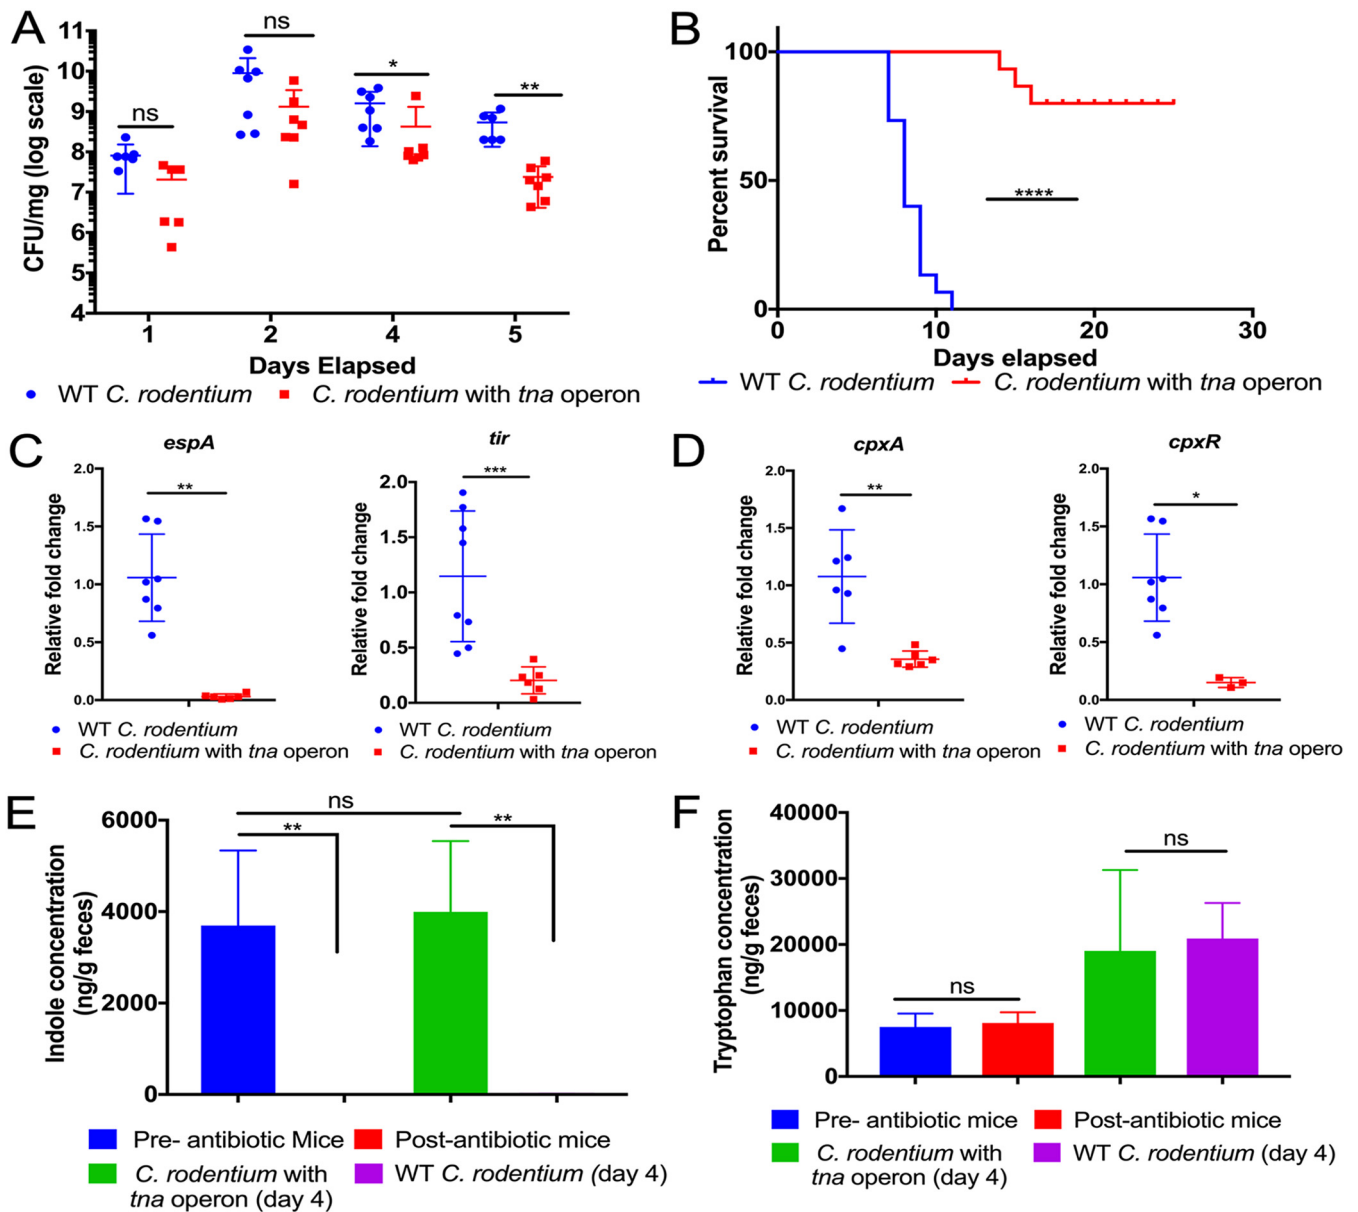 A
CFU/mg (log scale)
11
10
9
8
7
6
5
4
ns
ns
*
**
1
2
4
5
Days Elapsed
WT C. rodentium
C. rodentium with tna operon
B
Percent survival
100
50
0
****
0
10
20
30
Days elapsed
WT C. rodentium
C. rodentium with tna operon
C
espA
Relative fold change
2.0
1.5
1.0
0.5
0.0
**
WT C. rodentium
C. rodentium with tna operon
tir
Relative fold change
2.0
1.5
1.0
0.5
0.0
***
WT C. rodentium
C. rodentium with tna operon
D
cpxA
Relative fold change
2.0
1.5
1.0
0.5
0.0
**
WT C. rodentium
C. rodentium with tna operon
cpxR
Relative fold change
2.0
1.5
1.0
0.5
0.0
*
WT C. rodentium
C. rodentium with tna opero
E
Indole concentration
(ng/g feces)
6000
4000
2000
0
ns
**
**
Pre- antibiotic Mice
Post-antibiotic mice
C. rodentium with
tna operon (day 4)
WT C. rodentium (day 4)
F
Tryptophan concentration
(ng/g feces)
40000
30000
20000
10000
0
ns
ns
Pre- antibiotic mice
Post-antibiotic mice
C. rodentium with
tna operon (day 4)
WT C. rodentium (day 4)